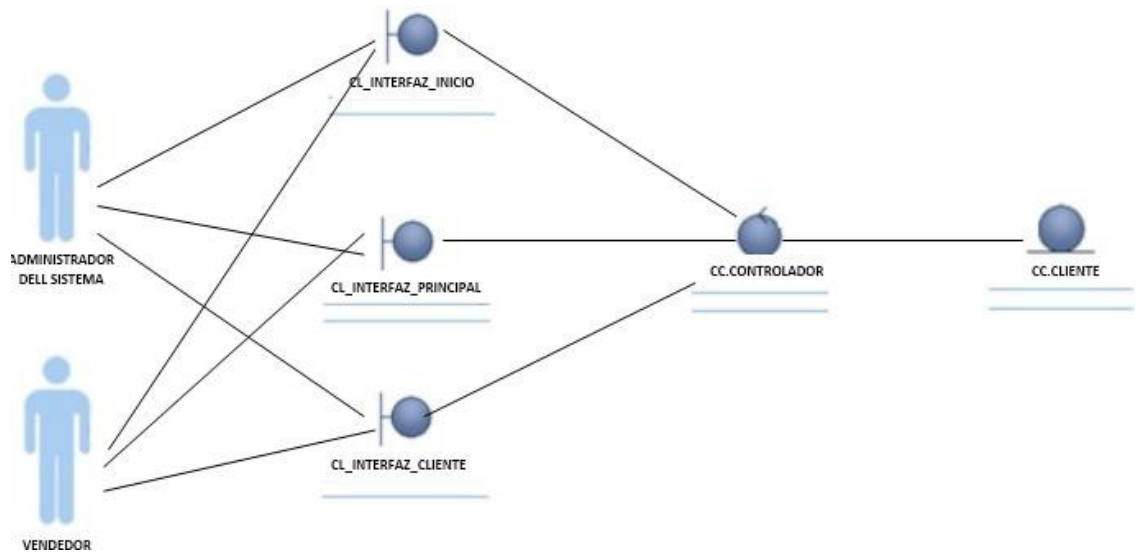 CL_INTERFAZ_INICIO
ADMINISTRADOR
DELL SISTEMA
CL_INTERFAZ_PRINCIPAL
CC.CONTROLADOR
CC.CLIENTE
CL_INTERFAZ_CLIENTE
VENDEDOR